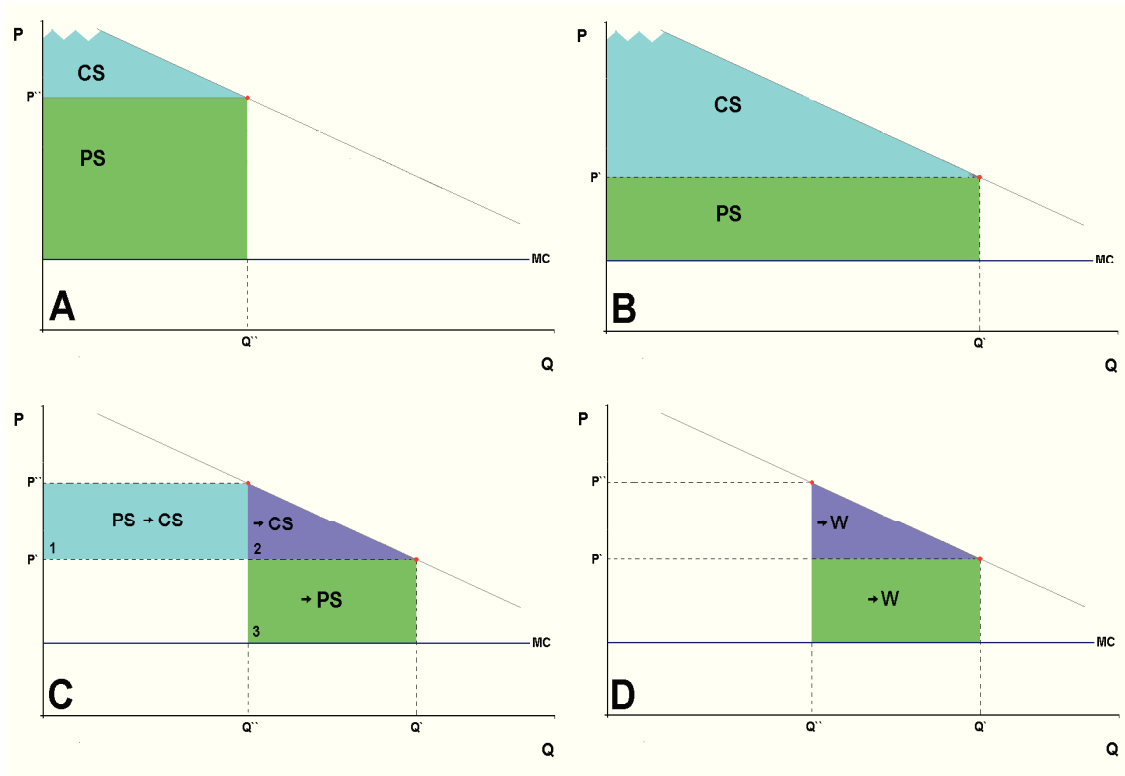 P
CS
P``
PS
MC
A
Q``
Q
P
CS
P`
PS
MC
B
Q`
Q
P
P``
PS → CS
→ CS
1
2
P`
→ PS
3
MC
C
Q``
Q`
Q
P
P``
→ W
P`
→ W
MC
D
Q``
Q`
Q